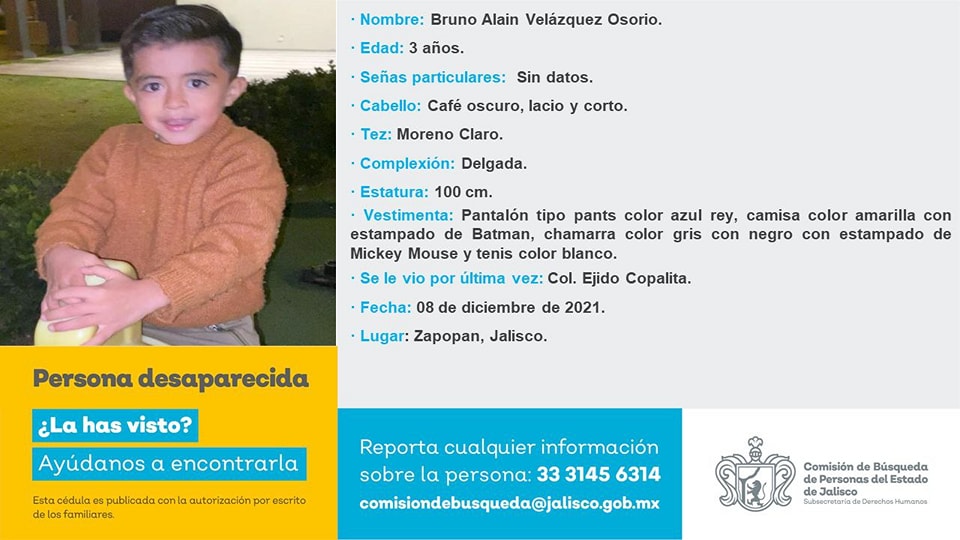 · Nombre: Bruno Alain Velázquez Osorio.
· Edad: 3 años.
· Señas particulares: Sin datos.
· Cabello: Café oscuro, lacio y corto.
· Tez: Moreno Claro.
· Complexión: Delgada.
· Estatura: 100 cm.
· Vestimenta: Pantalón tipo pants color azul rey, camisa color amarilla con
estampado de Batman, chamarra color gris con negro con estampado de
Mickey Mouse y tenis color blanco.
· Se le vio por última vez: Col. Ejido Copalita.
· Fecha: 08 de diciembre de 2021.
· Lugar: Zapopan, Jalisco.
Persona desaparecida
¿La has visto?
Ayúdanos a encontrarla
Esta cédula es publicada con la autorización por escrito
de los familiares.
Reporta cualquier información
sobre la persona: 33 3145 6314
comisiondebusqueda@jalisco.gob.mx
Comisión de Búsqueda
de Personas del Estado
de Jalisco
Subsecretaría de Derechos Humanos